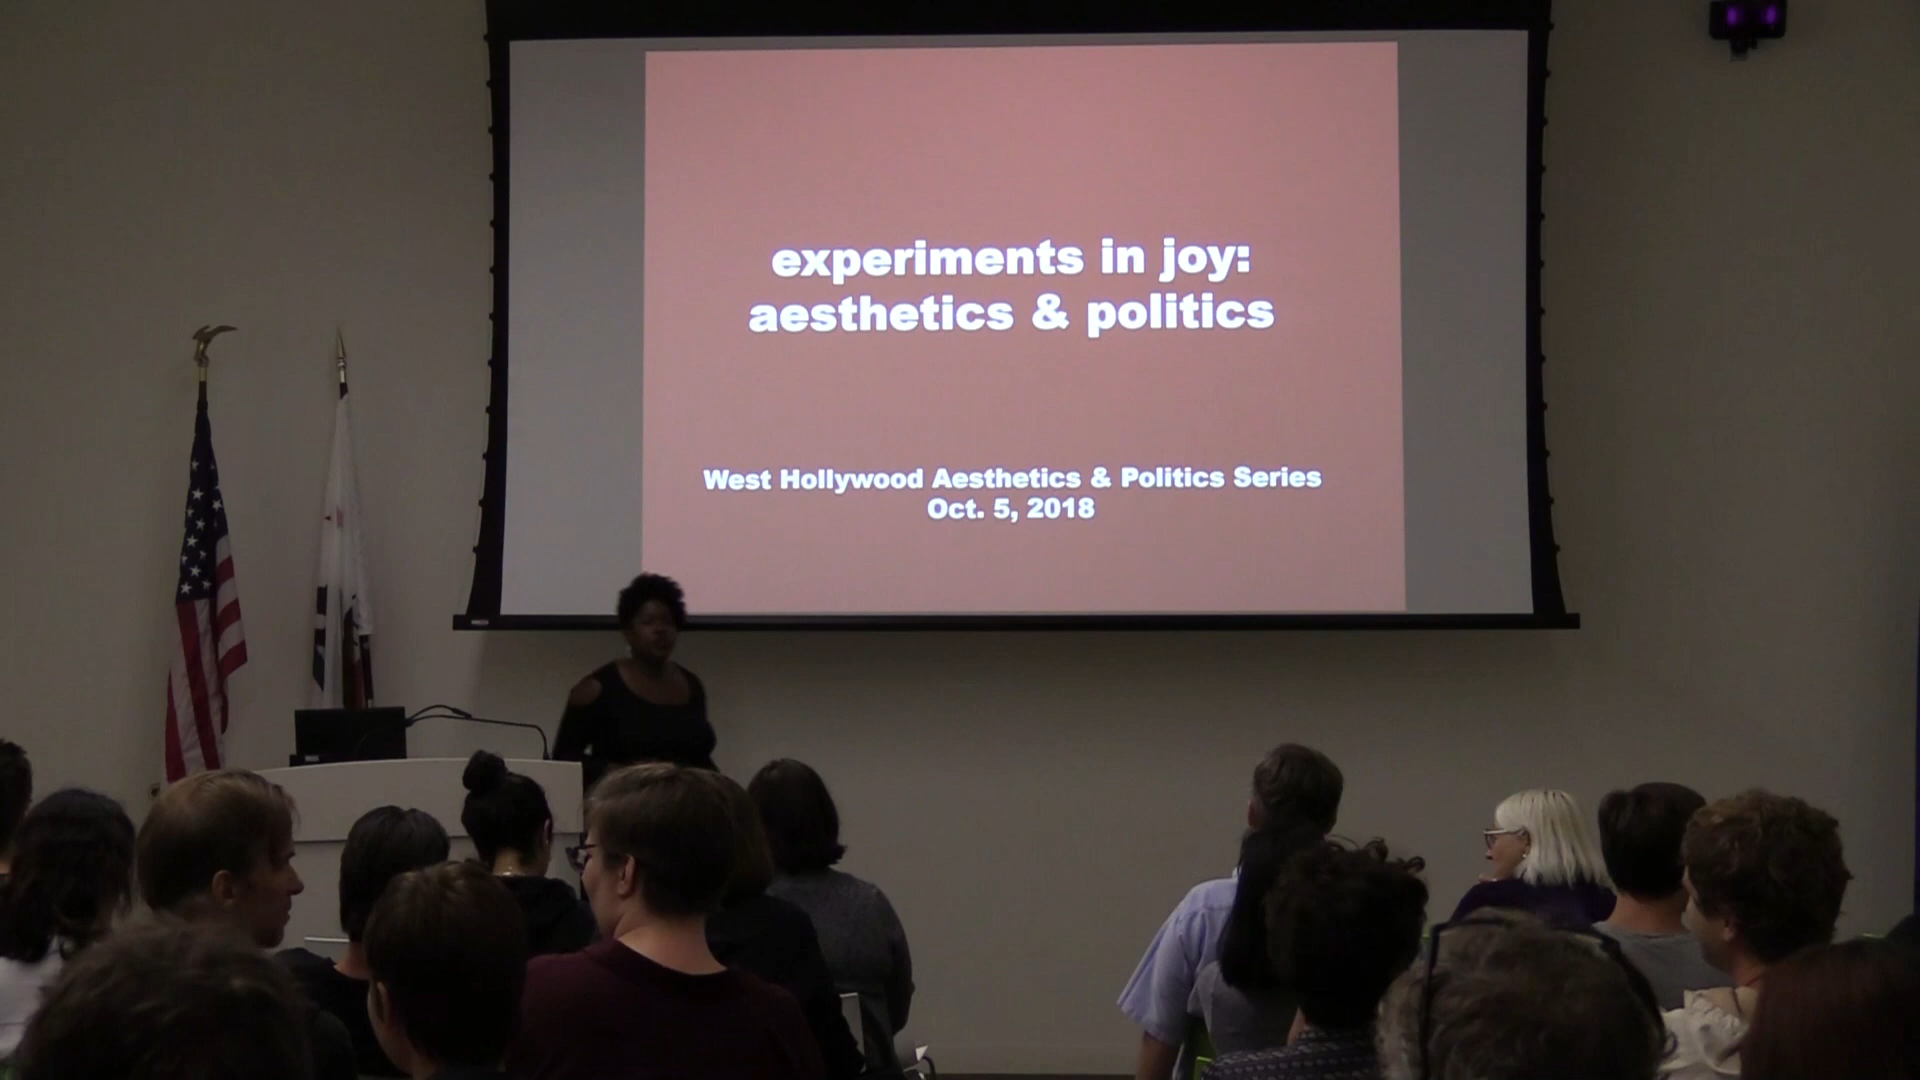 experiments in joy:
aesthetics & politics
West Hollywood Aesthetics & Politics Series
Oct. 5, 2018